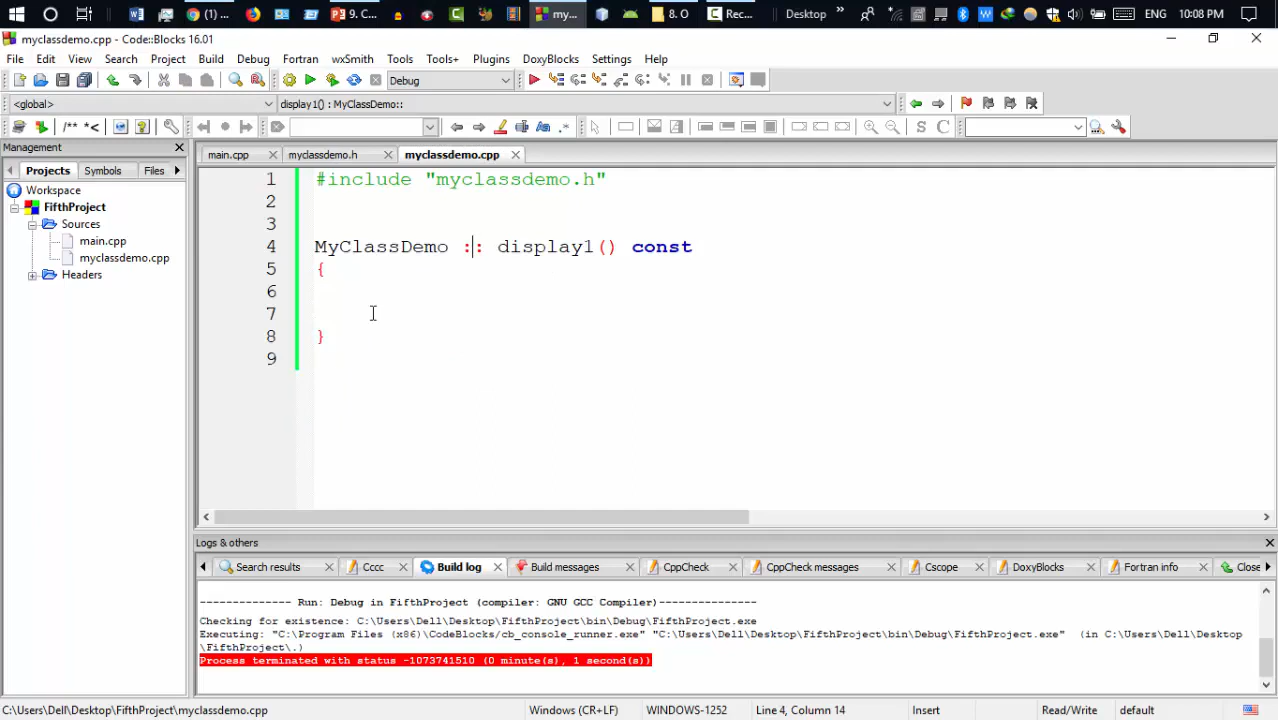 (1)
9. C...
my...
8. O
Rec...
Desktop
»
ENG
10:08 PM
myclassdemo.cpp - Code::Blocks 16.01
File Edit View Search Project Build Debug Fortran wxSmith Tools Tools+ Plugins DoxyBlocks Settings Help
Debug
<global>
display1() : MyClassDemo::
/** *<
.*
S C
Management
main.cpp
myclassdemo.h
myclassdemo.cpp
Projects Symbols Files
Workspace
FifthProject
Sources
main.cpp
myclassdemo.cpp
Headers
1 #include "myclassdemo.h"
2
3
4 MyClassDemo :: display1() const
5 {
6
7
8 }
9
Logs & others
Search results
Cccc
Build log
Build messages
CppCheck
CppCheck messages
Cscope
DoxyBlocks
Fortran info
Close
-------------- Run: Debug in FifthProject (compiler: GNU GCC Compiler)---------------
Checking for existence: C:\Users\Dell\Desktop\FifthProject\bin\Debug\FifthProject.exe
Executing: "C:\Program Files (x86)\CodeBlocks/cb_console_runner.exe" "C:\Users\Dell\Desktop\FifthProject\bin\Debug\FifthProject.exe" (in C:\Users\Dell\Desktop
\FifthProject\.)
Process terminated with status -1073741510 (0 minute(s), 1 second(s))
C:\Users\Dell\Desktop\FifthProject\myclassdemo.cpp
Windows (CR+LF)
WINDOWS-1252
Line 4, Column 14
Insert
Read/Write
default